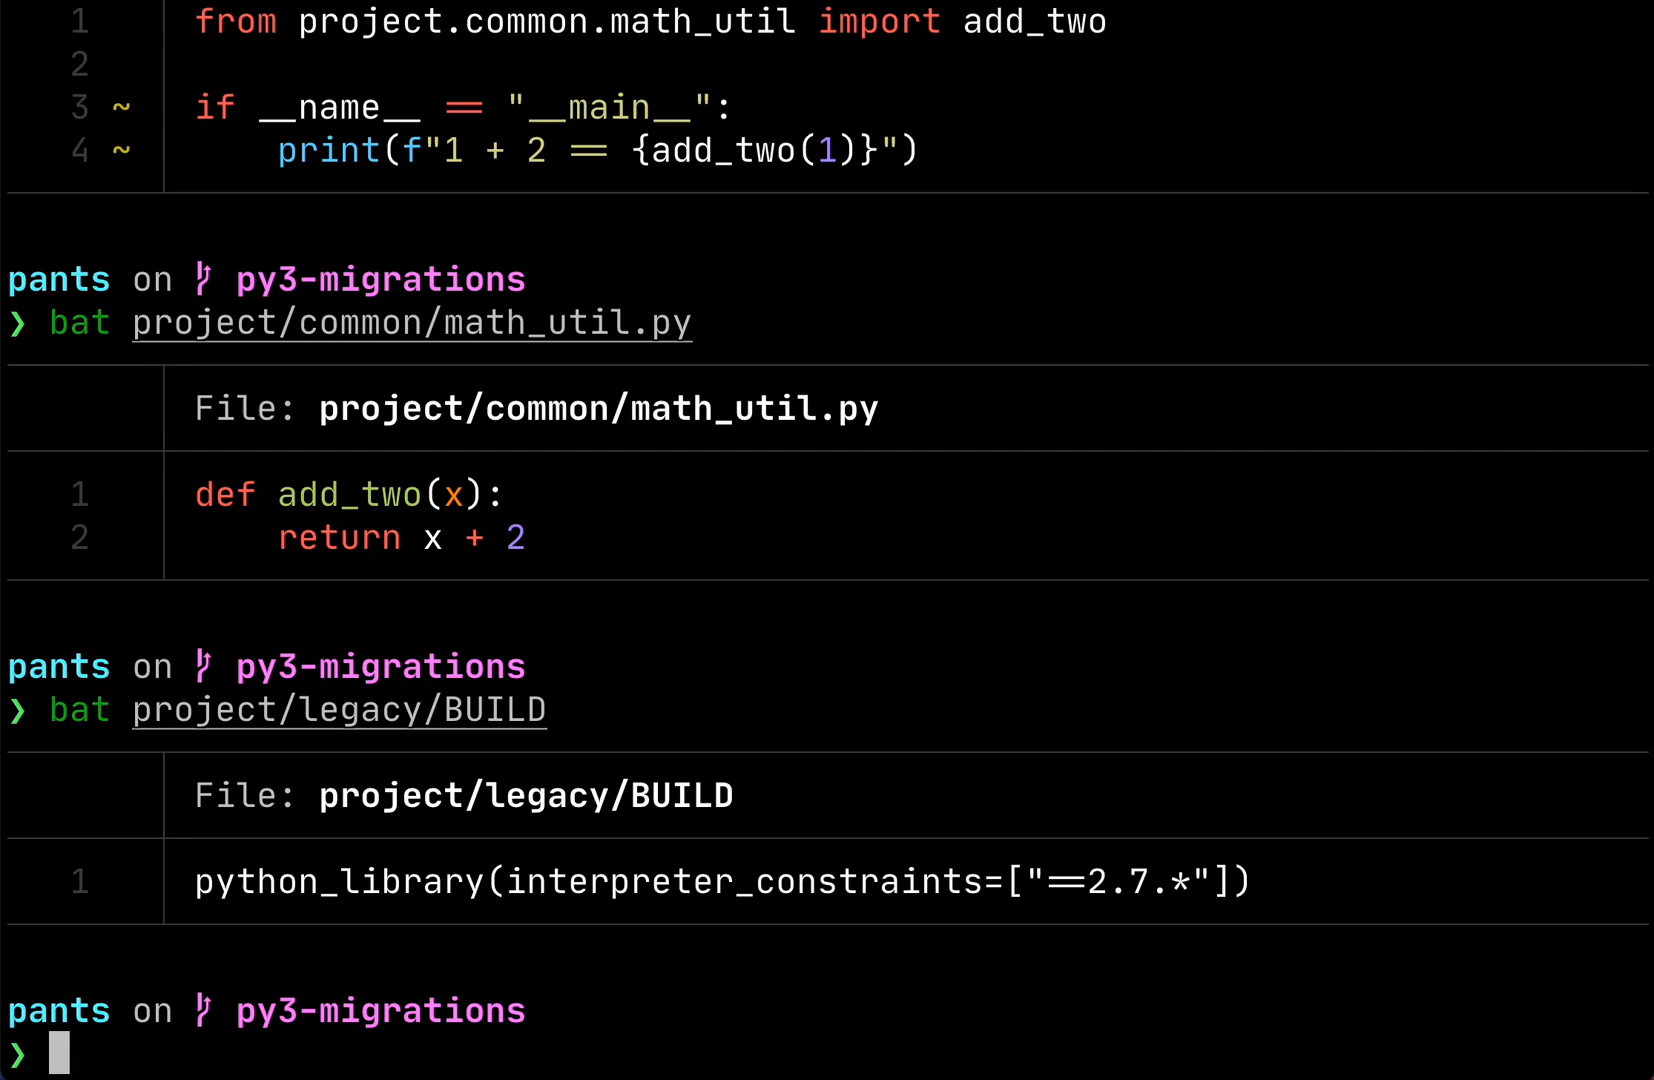 1 from project.common.math_util import add_two
2
3 ~ if __name__ == "__main__":
4 ~     print(f"1 + 2 == {add_two(1)}")
pants on py3-migrations
❯ bat project/common/math_util.py
File: project/common/math_util.py
1 def add_two(x):
2     return x + 2
pants on py3-migrations
❯ bat project/legacy/BUILD
File: project/legacy/BUILD
1 python_library(interpreter_constraints=["==2.7.*"])
pants on py3-migrations
❯